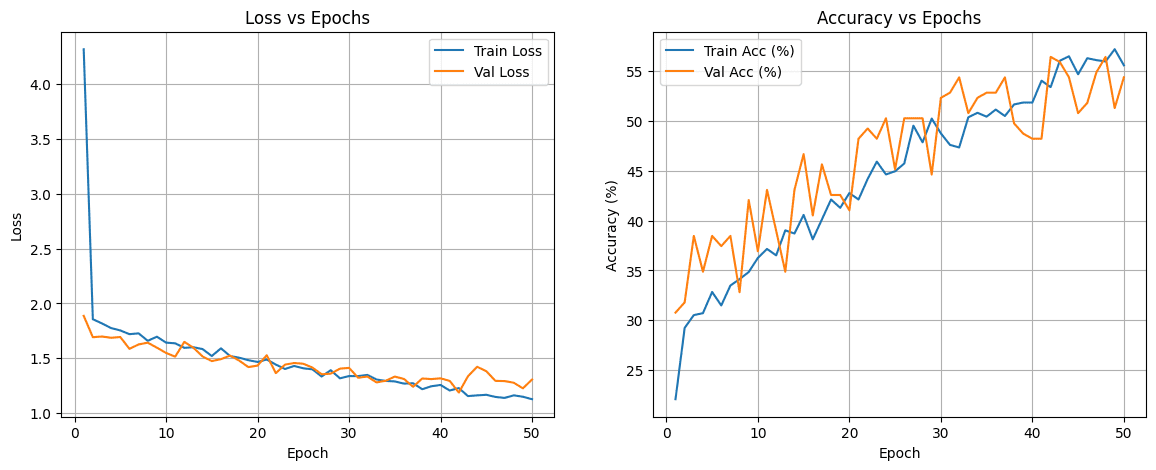 Loss vs Epochs
Train Loss
Val Loss
4.0
3.5
3.0
2.5
2.0
1.5
1.0
Loss
0 10 20 30 40 50
Epoch
Accuracy vs Epochs
Train Acc (%)
Val Acc (%)
55
50
45
40
35
30
25
Accuracy (%)
0 10 20 30 40 50
Epoch